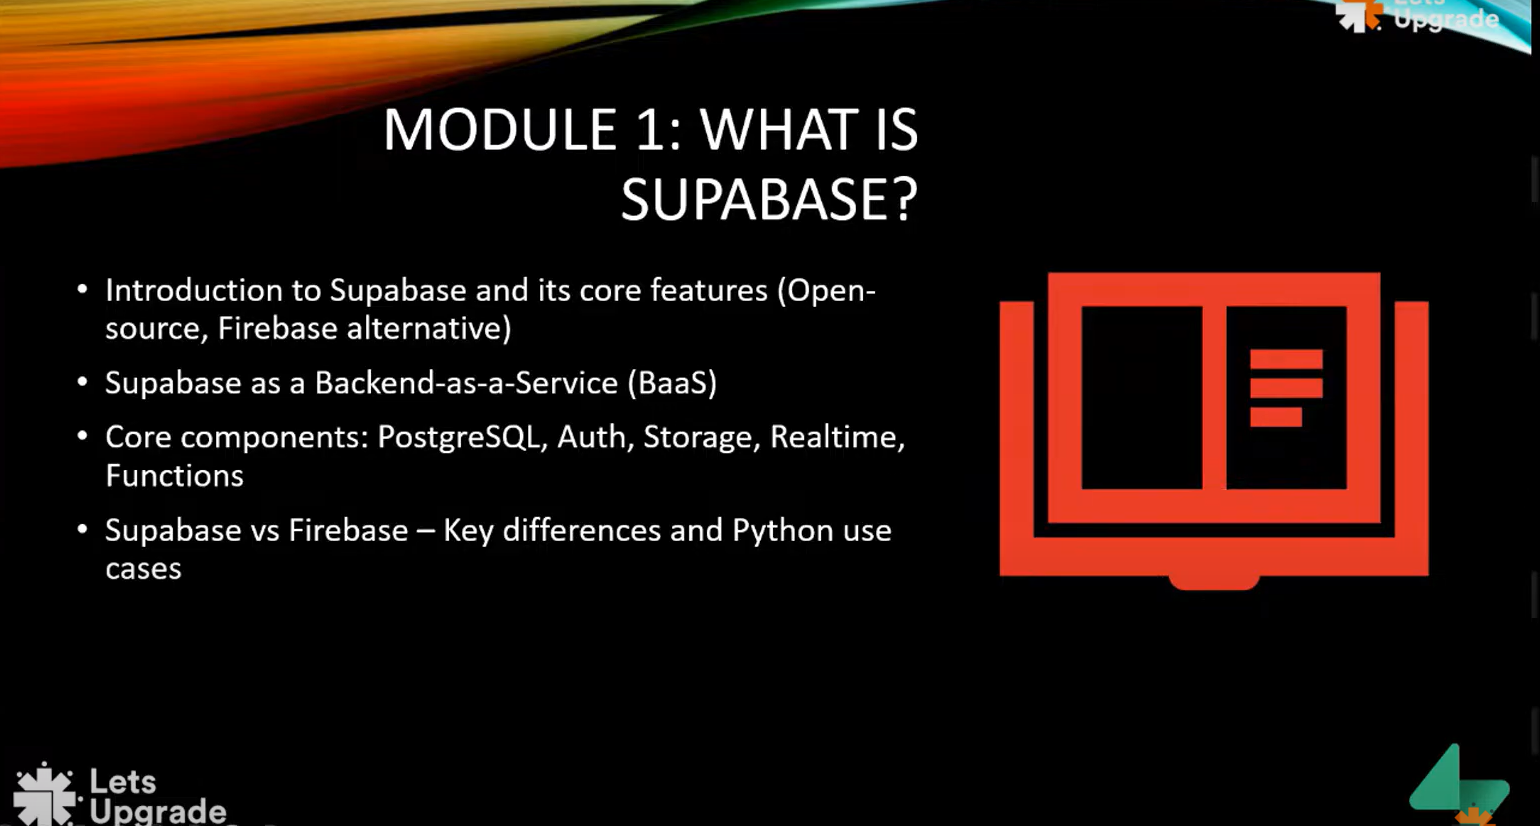 Lets
Upgrade
MODULE 1: WHAT IS
SUPABASE?
• Introduction to Supabase and its core features (Open-
source, Firebase alternative)
• Supabase as a Backend-as-a-Service (BaaS)
• Core components: PostgreSQL, Auth, Storage, Realtime,
Functions
• Supabase vs Firebase – Key differences and Python use
cases
Lets
Upgrade